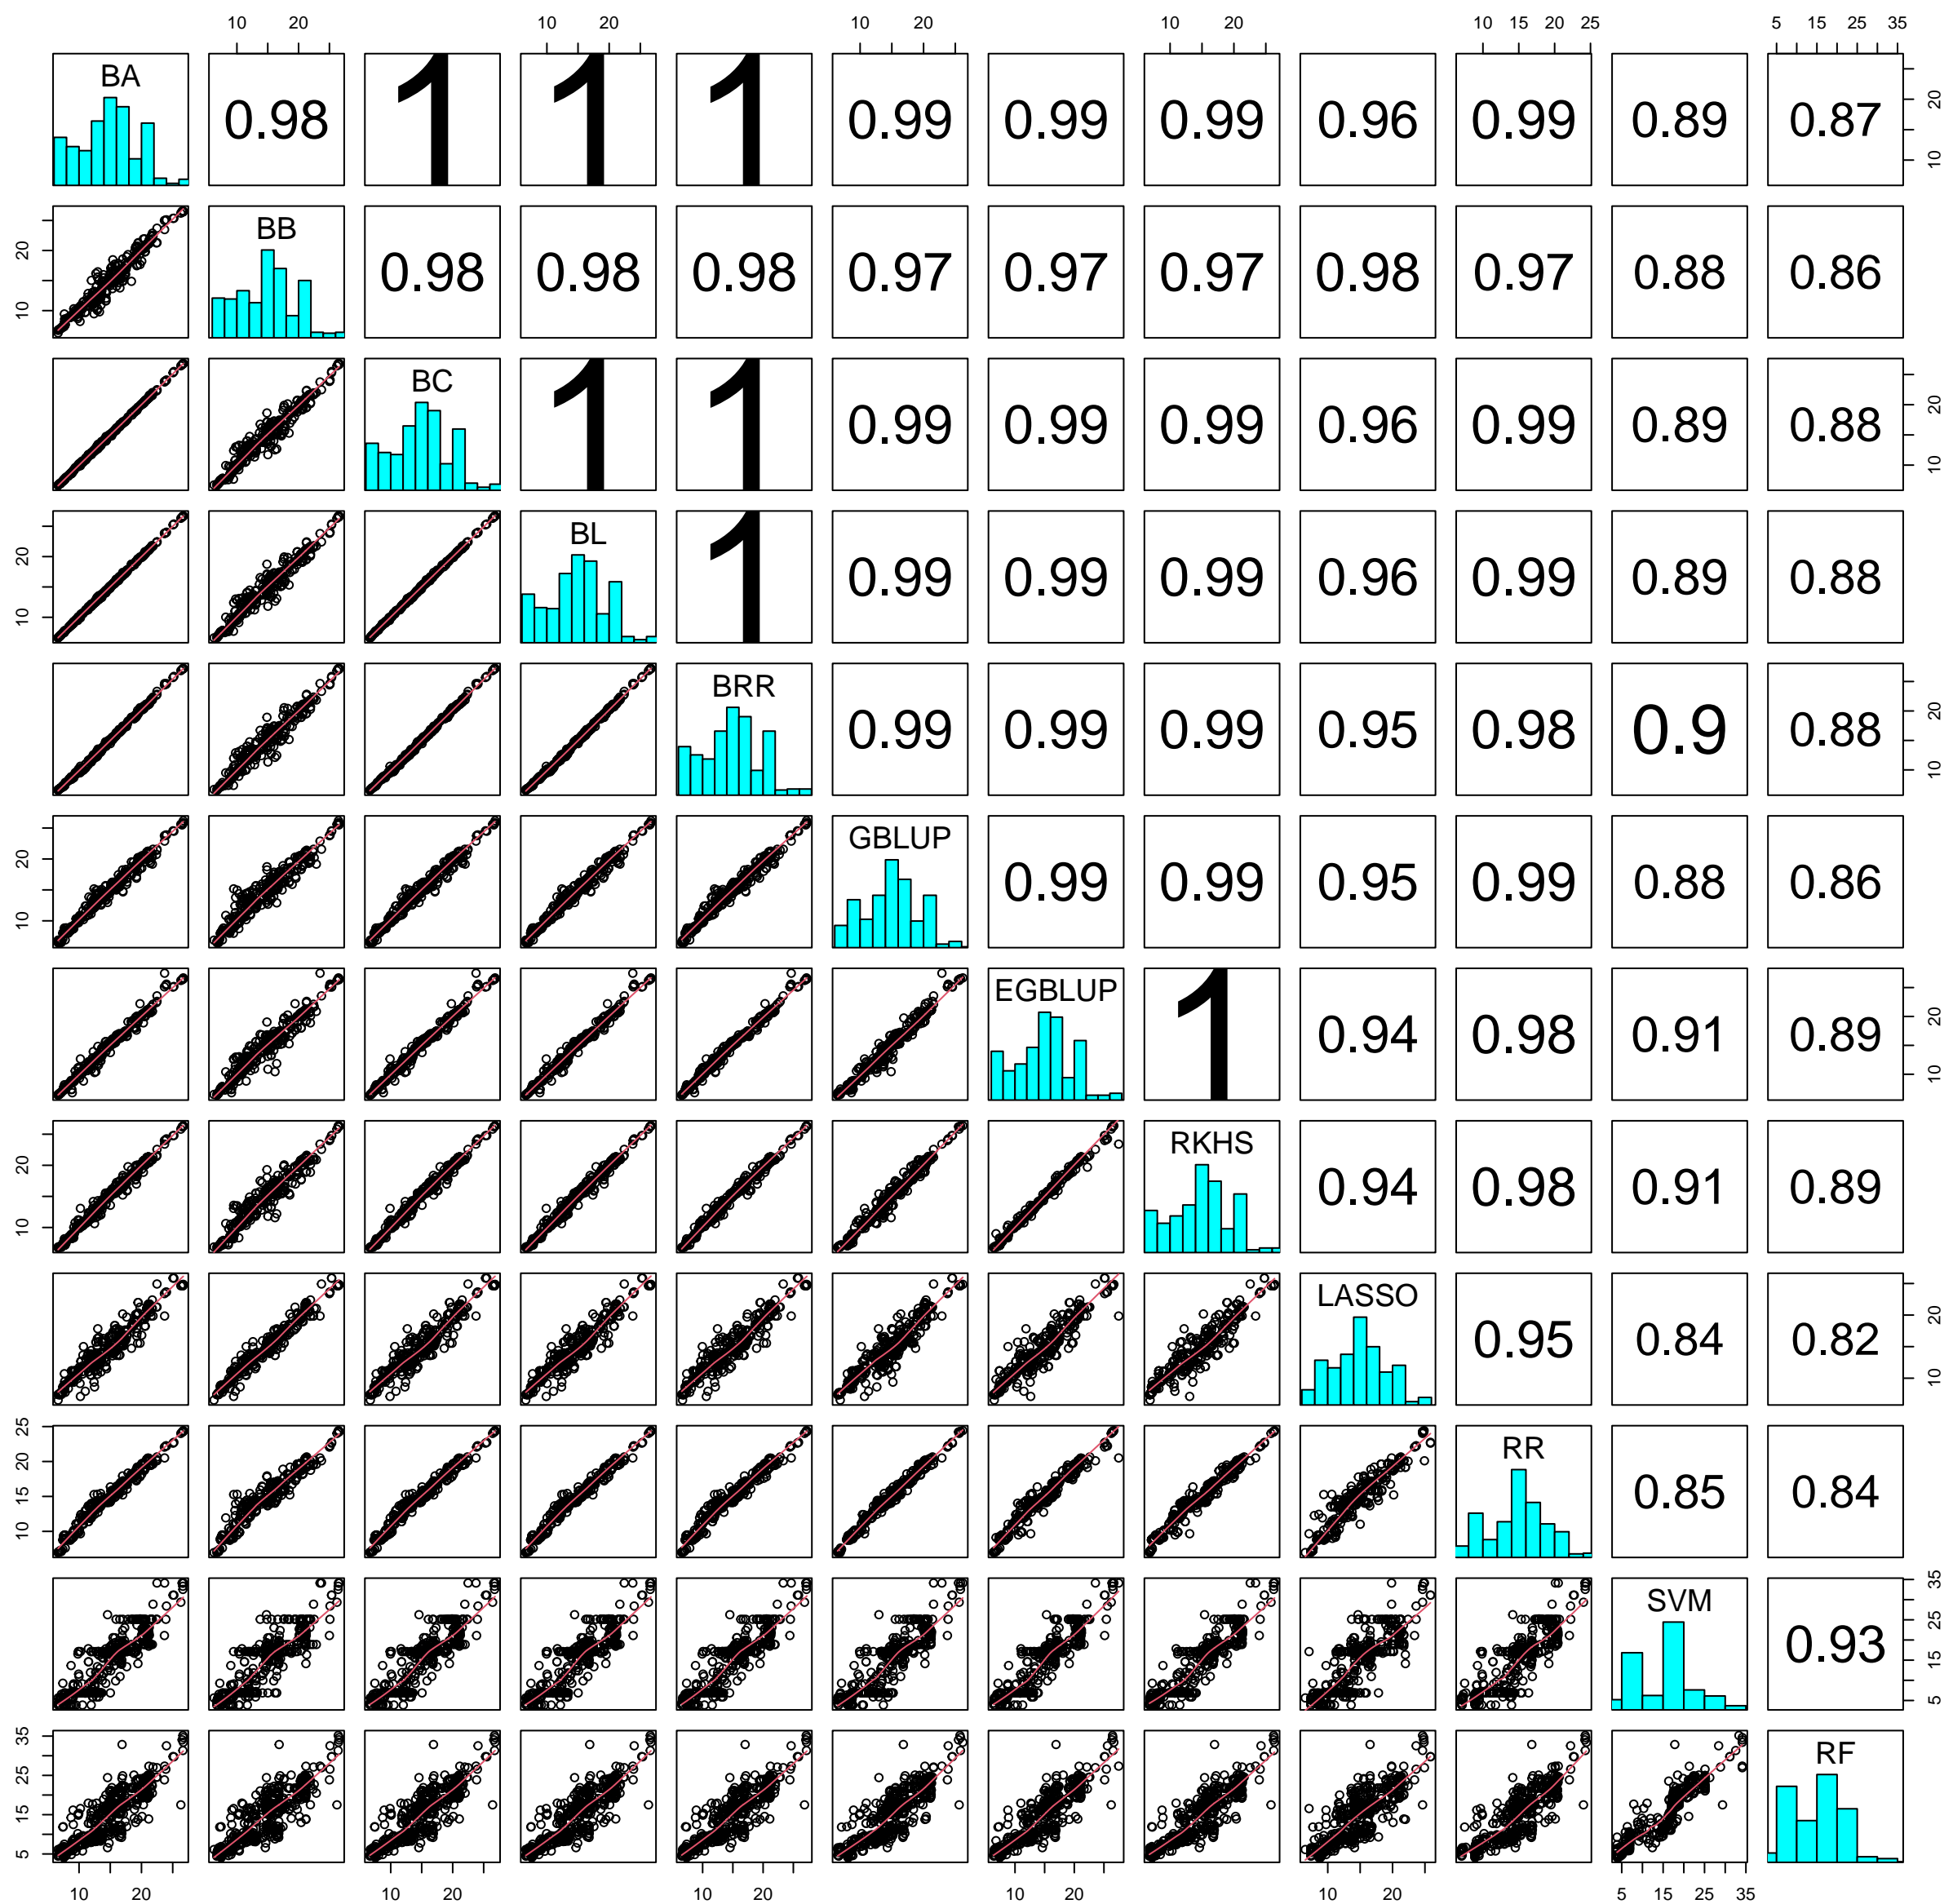 10 20 10 20 10 20 10 15 20 25 5 15 25 35
BA 0.98 1 1 1 0.99 0.99 0.99 0.96 0.99 0.89 0.87 10 20
10 20 BB 0.98 0.98 0.98 0.97 0.97 0.97 0.98 0.97 0.88 0.86
BC 1 1 0.99 0.99 0.99 0.96 0.99 0.89 0.88 10 20
10 20 BL 1 0.99 0.99 0.99 0.96 0.99 0.89 0.88
BRR 0.99 0.99 0.99 0.95 0.98 0.9 0.88 10 20
10 20 GBLUP 0.99 0.99 0.95 0.99 0.88 0.86
EGBLUP 1 0.94 0.98 0.91 0.89 10 20
10 20 RKHS 0.94 0.98 0.91 0.89
LASSO 0.95 0.84 0.82 10 20
10 15 20 25 RR 0.85 0.84
SVM 0.93 5 15 25 35
5 15 25 35 RF
10 20 10 20 10 20 10 20 10 20 5 15 25 35